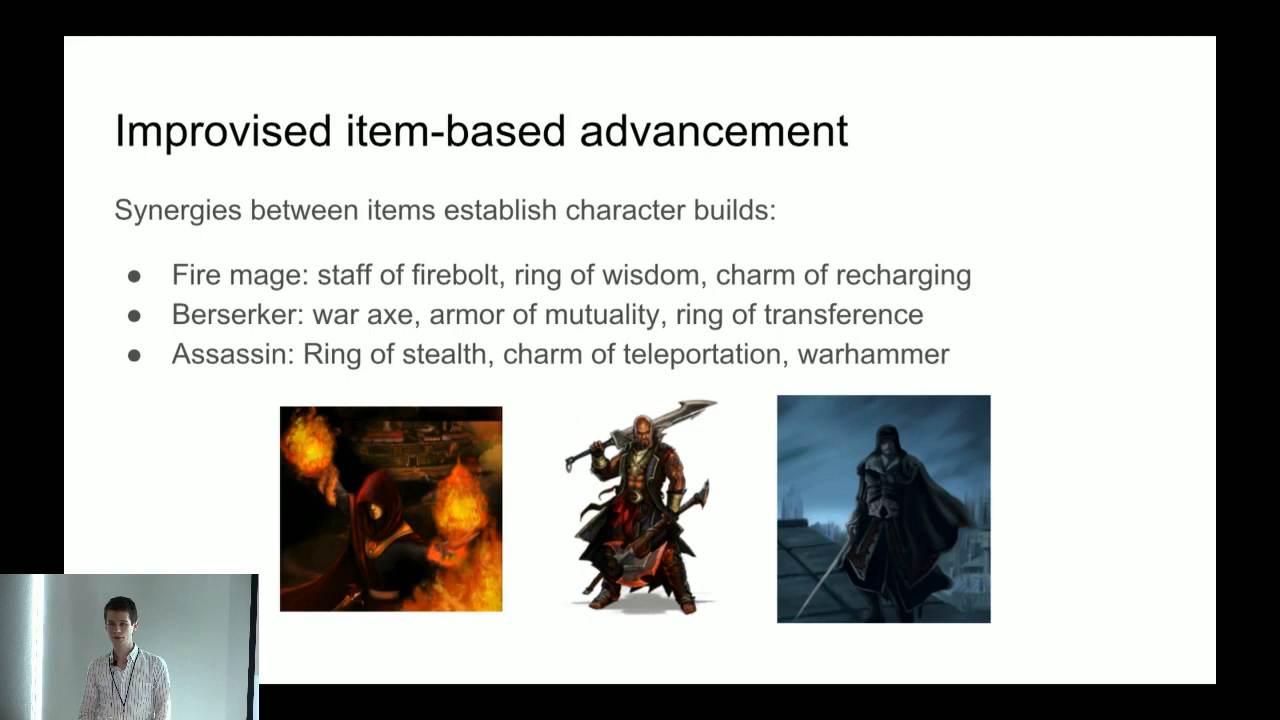 Improvised item-based advancement
Synergies between items establish character builds:
● Fire mage: staff of firebolt, ring of wisdom, charm of recharging
● Berserker: war axe, armor of mutuality, ring of transference
● Assassin: Ring of stealth, charm of teleportation, warhammer